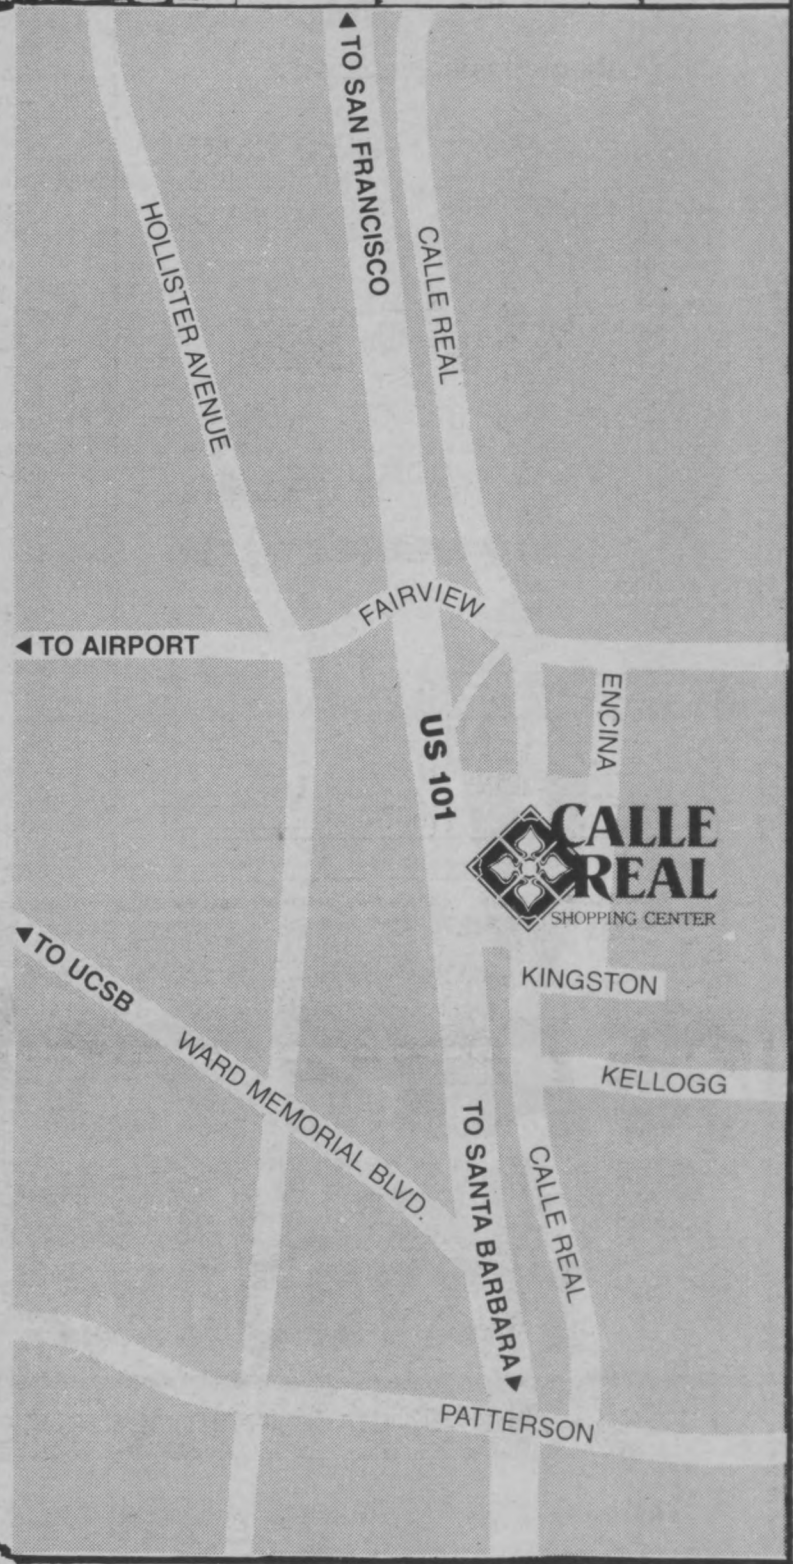 ◄ TO SAN FRANCISCO
HOLLISTER AVENUE
CALLE REAL
FAIRVIEW
◄ TO AIRPORT
ENCINA
US 101
CALLE
REAL
SHOPPING CENTER
◄ TO UCSB
KINGSTON
WARD MEMORIAL BLVD.
KELLOGG
TO SANTA BARBARA ►
CALLE REAL
PATTERSON